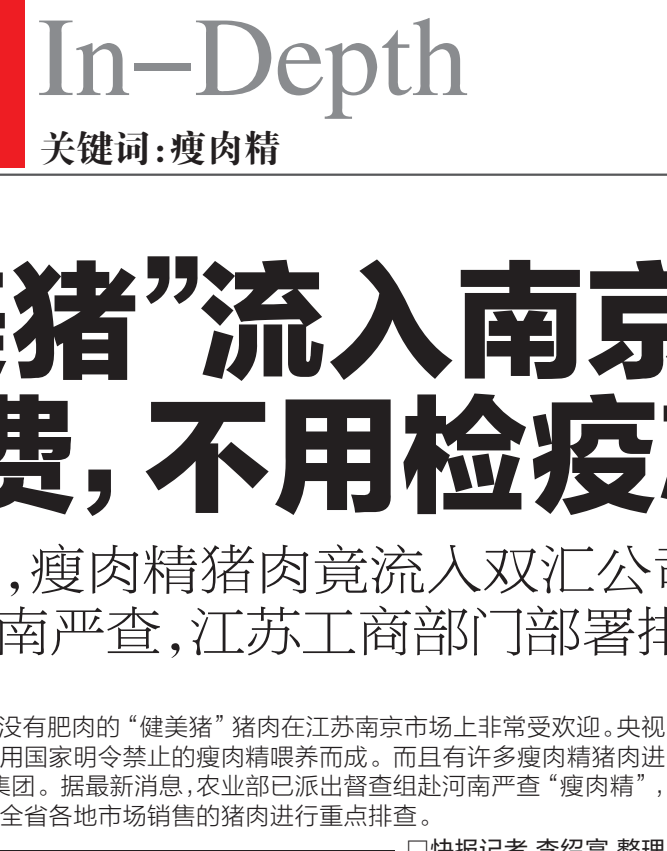 In-Depth
关键词:瘦肉精
美猪”流入南京
费,不用检疫
,瘦肉精猪肉竟流入双汇公司
南严查,江苏工商部门部署排
没有肥肉的“健美猪”猪肉在江苏南京市场上非常受欢迎。央视
用国家明令禁止的瘦肉精喂养而成。而且有许多瘦肉精猪肉进
集团。据最新消息,农业部已派出督查组赴河南严查“瘦肉精”,
全省各地市场销售的猪肉进行重点排查。
□快报记者 李绍富 整理